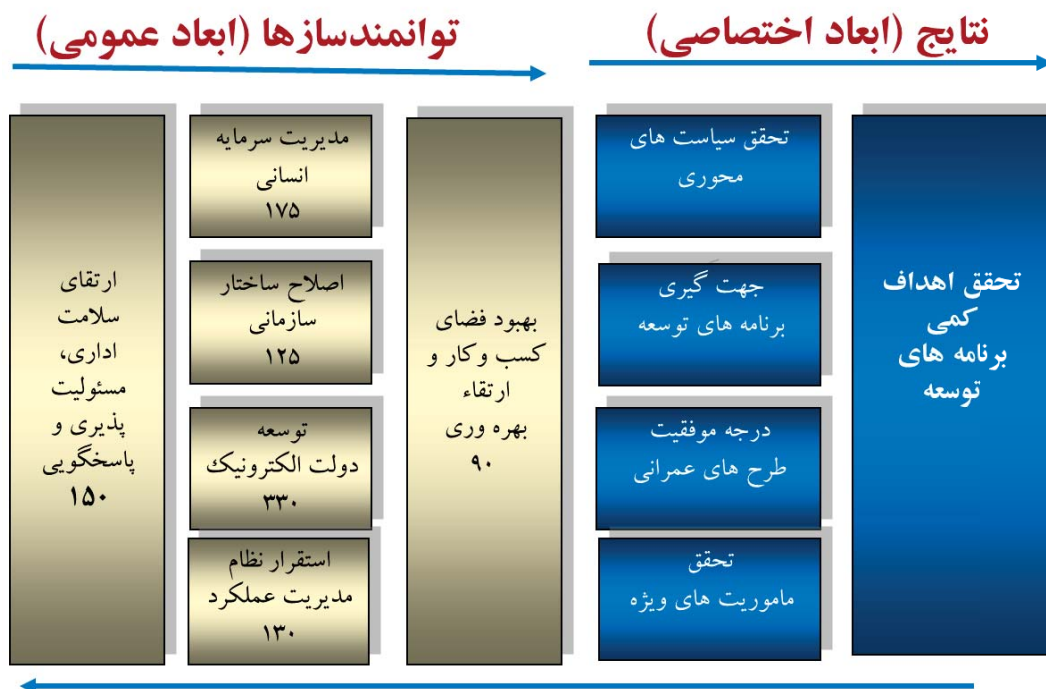 نتایج (ابعاد اختصاصی)
توانمندسازها (ابعاد عمومی)
تحقق اهداف
کمی
برنامه های
توسعه
تحقق سیاست های
محوری
جهت گیری
برنامه های توسعه
درجه موفقیت
طرح های عمرانی
تحقق
ماموریت های ویژه
بهبود فضای
کسب وکار و
ارتقاء
بهره وری
۹۰
مدیریت سرمایه
انسانی
۱۷۵
اصلاح ساختار
سازمانی
۱۲۵
توسعه
دولت الکترونیک
۳۳۰
استقرار نظام
مدیریت عملکرد
۱۳۰
ارتقای
سلامت
اداری،
مسئولیت
پذیری و
پاسخگویی
۱۵۰